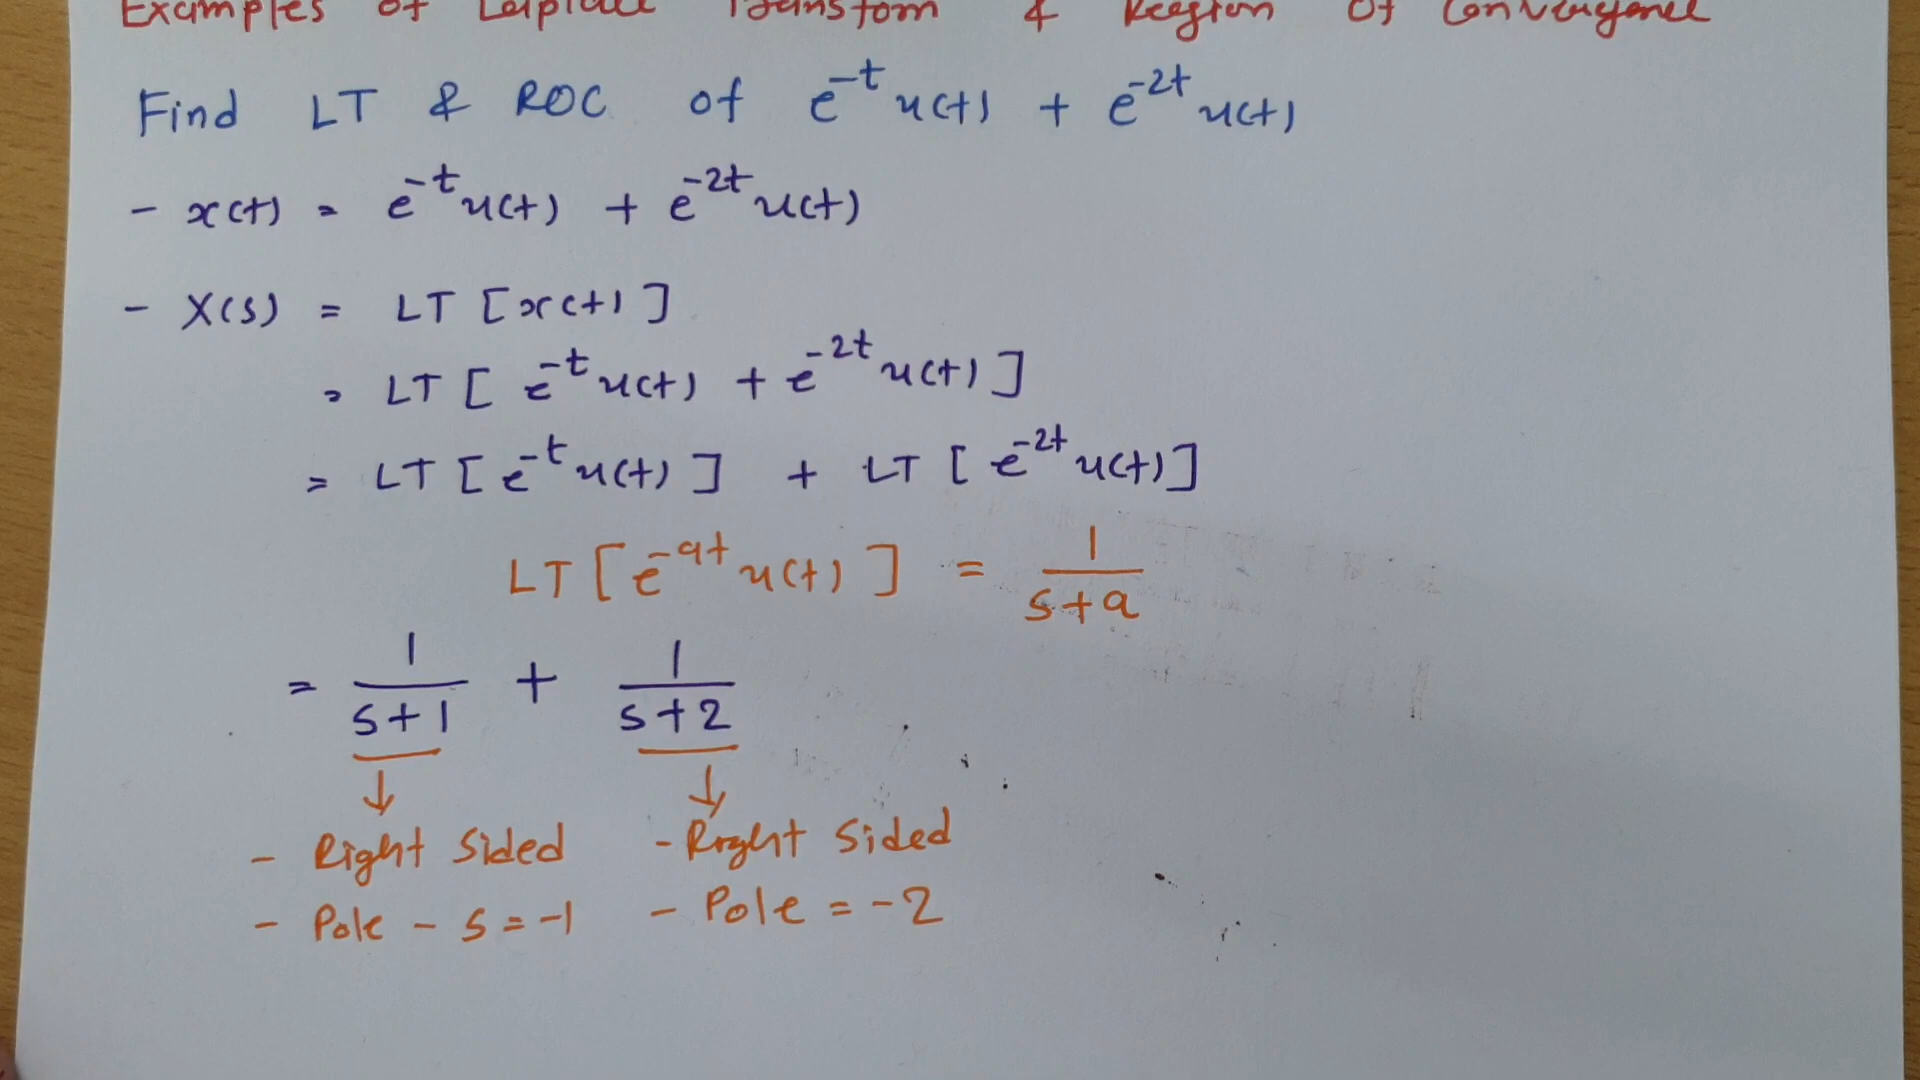 Examples of Laplace Transfom & Region Of Convergence
Find LT & ROC of e^-t u(t) + e^-2t u(t)
- x(t) = e^-t u(t) + e^-2t u(t)
- X(s) = LT [x(t)]
= LT [ e^-t u(t) + e^-2t u(t) ]
= LT [ e^-t u(t) ] + LT [ e^-2t u(t) ]
LT [ e^-at u(t) ] = 1/(s+a)
= 1/(s+1) + 1/(s+2)
↓ ↓
- Right Sided - Right Sided
- Pole - s = -1 - Pole = -2